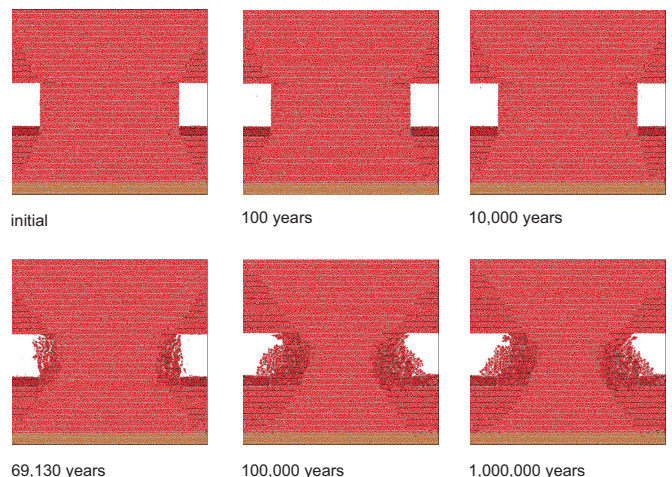 initial
100 years
10,000 years
69,130 years
100,000 years
1,000,000 years